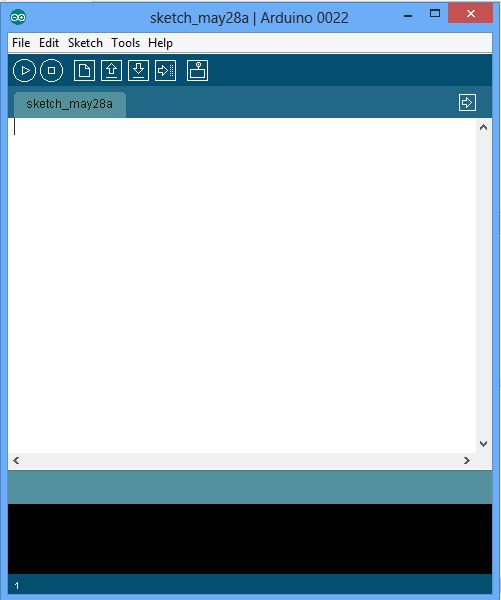 sketch_may28a | Arduino 0022
File Edit Sketch Tools Help
sketch_may28a
1